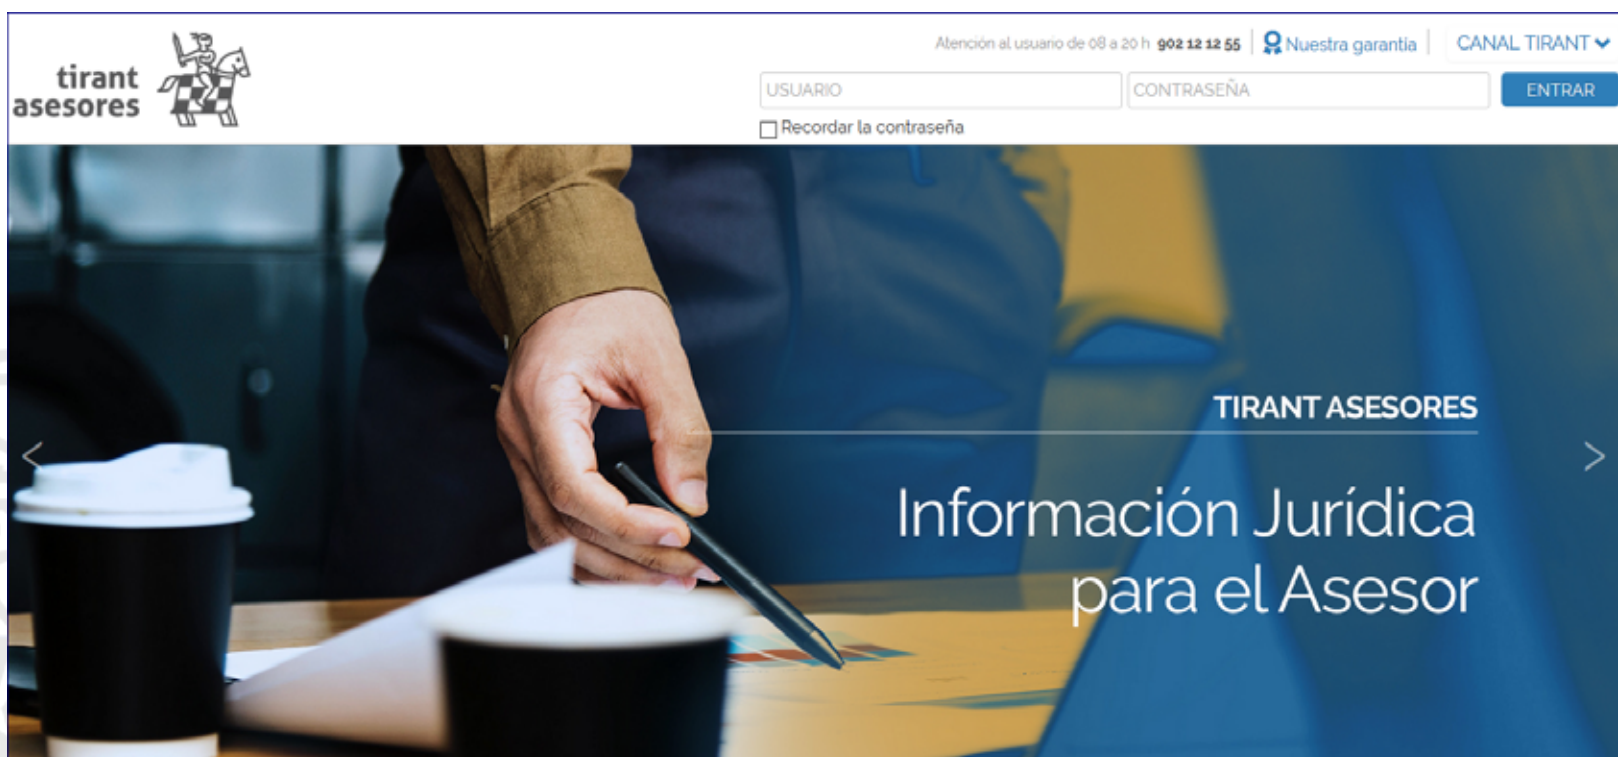 tirant
asesores
Atención al usuario de 08 a 20 h 902 12 12 55
Nuestra garantía
CANAL TIRANT
USUARIO
CONTRASEÑA
ENTRAR
Recordar la contraseña
TIRANT ASESORES
Información Jurídica
para el Asesor